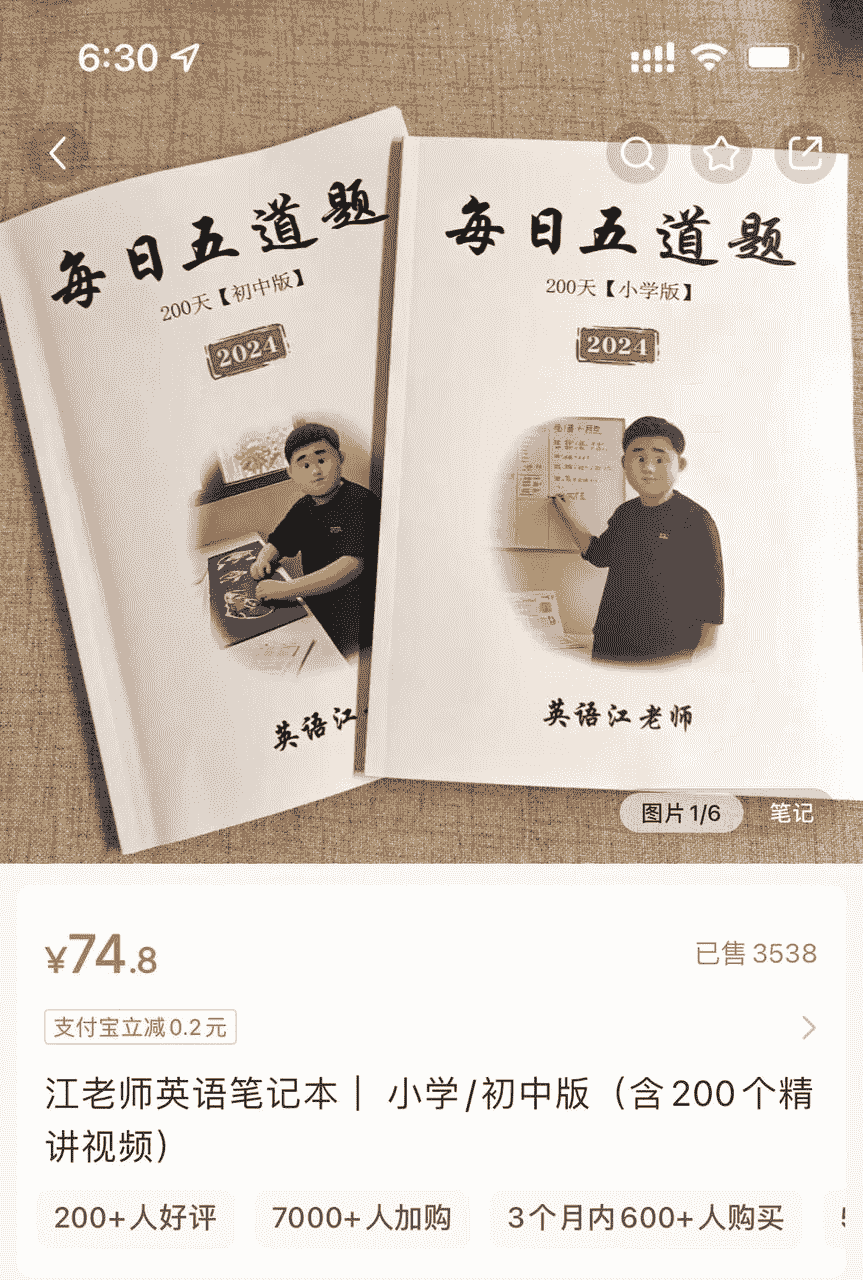 6:30
每日五道题
200天【初中版】
2024
英语江
每日五道题
200天【小学版】
2024
英语江老师
图片1/6
笔记
¥74.8
已售 3538
支付宝立减0.2元
江老师英语笔记本｜ 小学/初中版（含200个精
讲视频）
200+人好评
7000+人加购
3个月内600+人购买